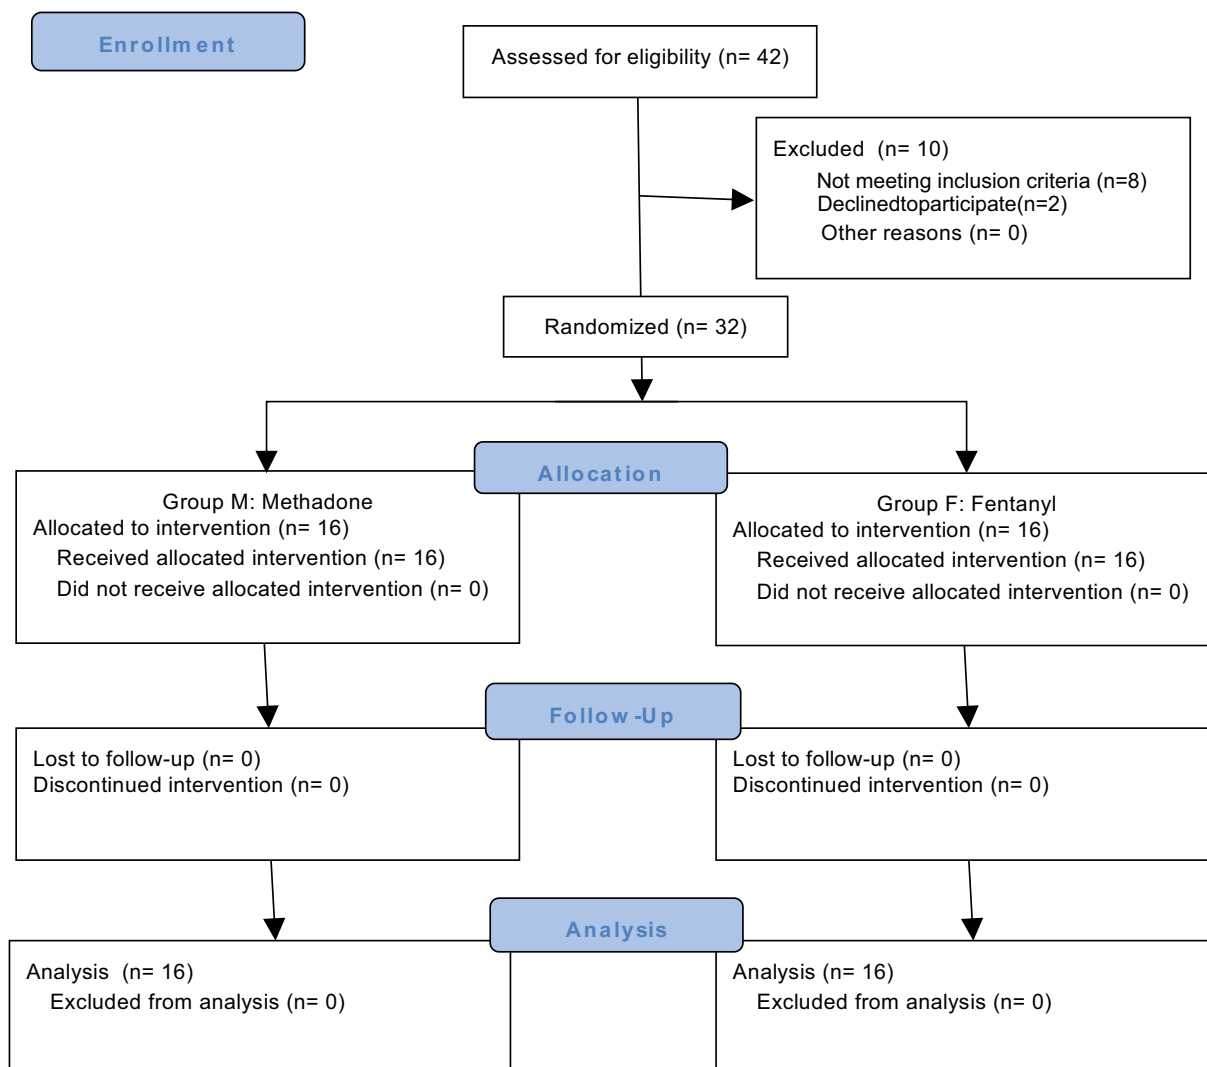 Enrollment
Assessed for eligibility (n= 42)
Excluded (n= 10)
Not meeting inclusion criteria (n=8)
Declinedtoparticipate(n=2)
Other reasons (n= 0)
Randomized (n= 32)
Allocation
Group M: Methadone
Allocated to intervention (n= 16)
Received allocated intervention (n= 16)
Did not receive allocated intervention (n= 0)
Group F: Fentanyl
Allocated to intervention (n= 16)
Received allocated intervention (n= 16)
Did not receive allocated intervention (n= 0)
Follow-Up
Lost to follow-up (n= 0)
Discontinued intervention (n= 0)
Lost to follow-up (n= 0)
Discontinued intervention (n= 0)
Analysis
Analysis (n= 16)
Excluded from analysis (n= 0)
Analysis (n= 16)
Excluded from analysis (n= 0)